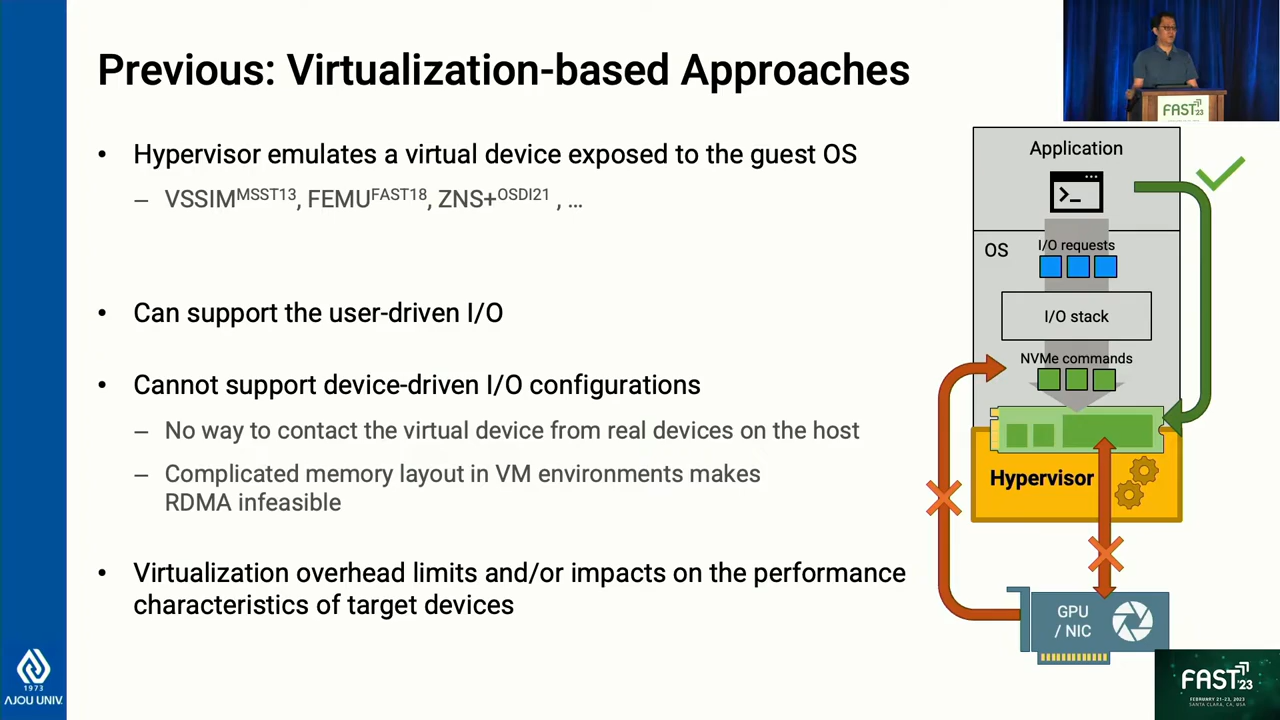 Previous: Virtualization-based Approaches
• Hypervisor emulates a virtual device exposed to the guest OS
– VSSIMMSST13, FEMUFAST18, ZNS+OSDI21 , ...
• Can support the user-driven I/O
• Cannot support device-driven I/O configurations
– No way to contact the virtual device from real devices on the host
– Complicated memory layout in VM environments makes
RDMA infeasible
• Virtualization overhead limits and/or impacts on the performance
characteristics of target devices
Application
>_
OS
I/O requests
I/O stack
NVMe commands
Hypervisor
GPU
/ NIC
FAST'23
1973
AJOU UNIV.
FAST'23
FEBRUARY 21-23, 2023
SANTA CLARA, CA, USA